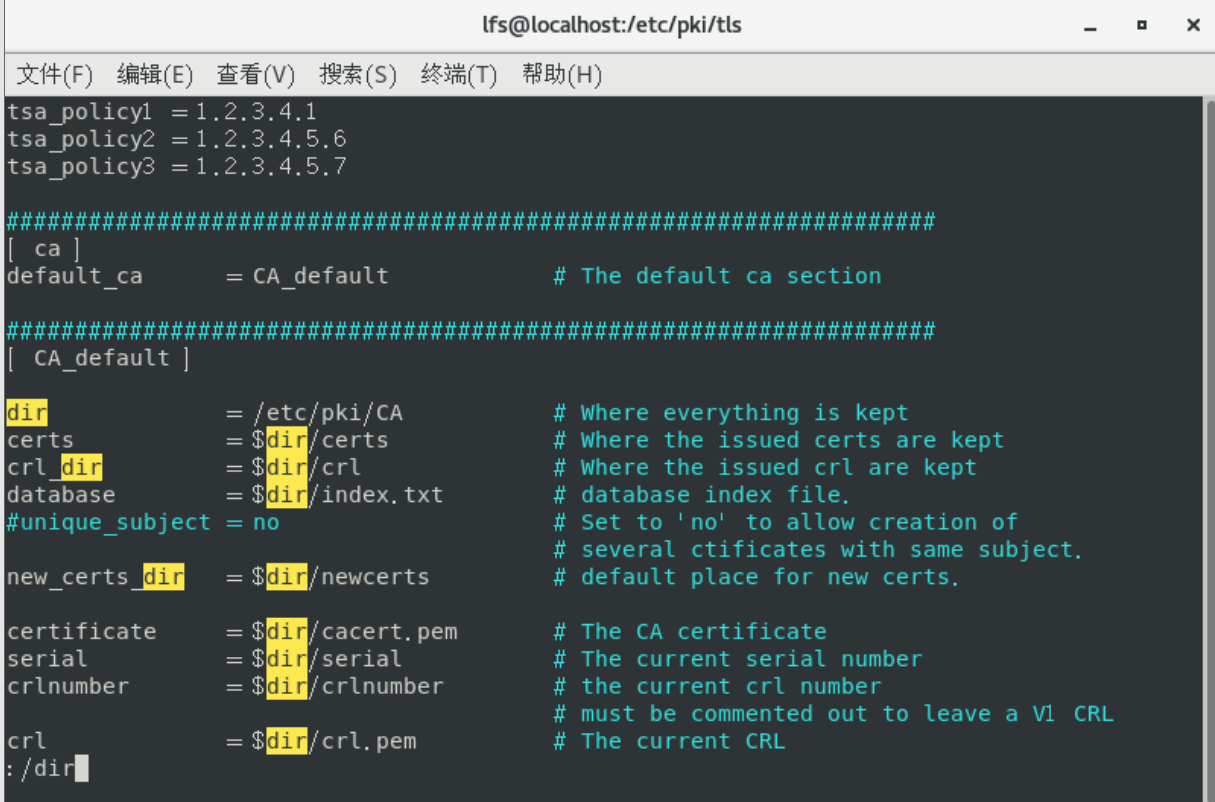 lfs@localhost:/etc/pki/tls
文件(F) 编辑(E) 查看(V) 搜索(S) 终端(T) 帮助(H)
tsa_policy1 = 1.2.3.4.1
tsa_policy2 = 1.2.3.4.5.6
tsa_policy3 = 1.2.3.4.5.7
####################################################################
[ ca ]
default_ca = CA_default # The default ca section
####################################################################
[ CA_default ]
dir = /etc/pki/CA # Where everything is kept
certs = $dir/certs # Where the issued certs are kept
crl_dir = $dir/crl # Where the issued crl are kept
database = $dir/index.txt # database index file.
#unique_subject = no # Set to 'no' to allow creation of
# several ctificates with same subject.
new_certs_dir = $dir/newcerts # default place for new certs.
certificate = $dir/cacert.pem # The CA certificate
serial = $dir/serial # The current serial number
crlnumber = $dir/crlnumber # the current crl number
# must be commented out to leave a V1 CRL
crl = $dir/crl.pem # The current CRL
:/dir